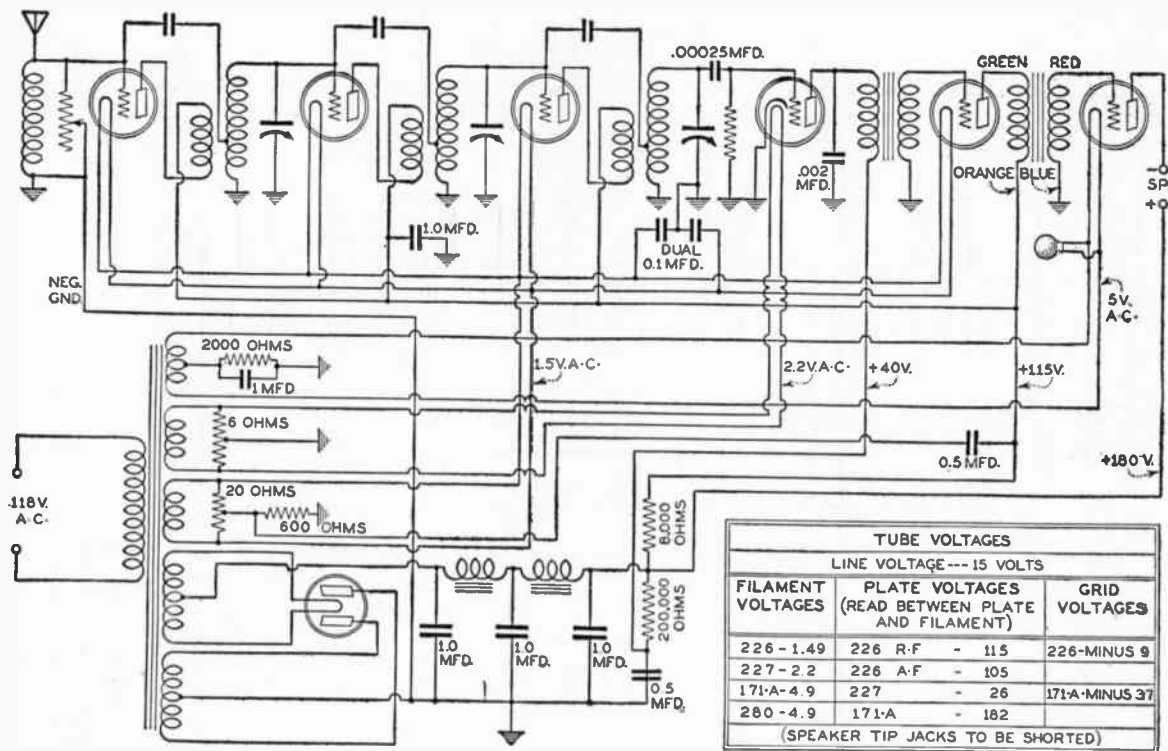 .00025 MFD.
GREEN RED
.002
MFD.
ORANGE BLUE
-
SP.
+
1.0 MFD.
DUAL
0.1 MFD.
NEG.
GND.
5V.
A-C-
2000 OHMS
1 MFD
1.5V. A-C-
2.2V. A-C-
+40V.
+115V.
6 OHMS
0.5 MFD.
+180-V.
118V.
A-C-
20 OHMS
600 OHMS
8,000
OHMS
200,000
OHMS
1.0
MFD.
1.0
MFD.
1.0
MFD.
0.5
MFD.
TUBE VOLTAGES
LINE VOLTAGE---15 VOLTS
FILAMENT VOLTAGES
PLATE VOLTAGES
(READ BETWEEN PLATE
AND FILAMENT)
GRID VOLTAGES
226-1.49 226 R-F - 115 226-MINUS 9
227-2.2 226 A-F - 105
171-A-4.9 227 - 26 171-A-MINUS 37
280-4.9 171-A - 182
(SPEAKER TIP JACKS TO BE SHORTED)